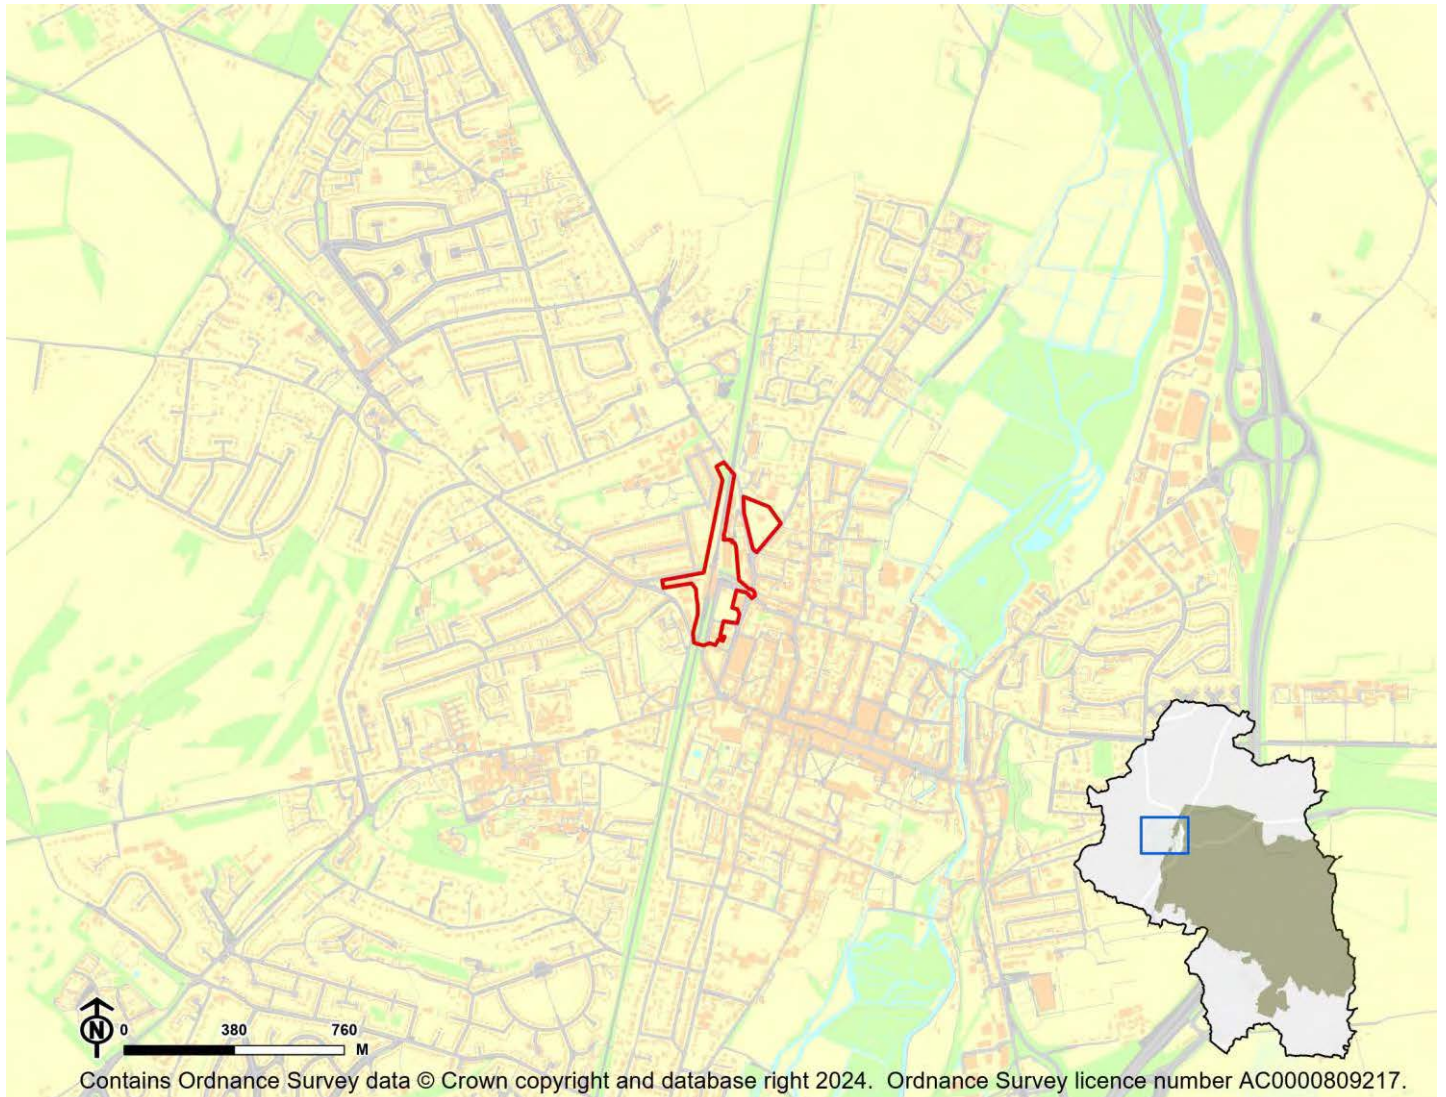 N
0 380 760
M
Contains Ordnance Survey data © Crown copyright and database right 2024. Ordnance Survey licence number AC0000809217.